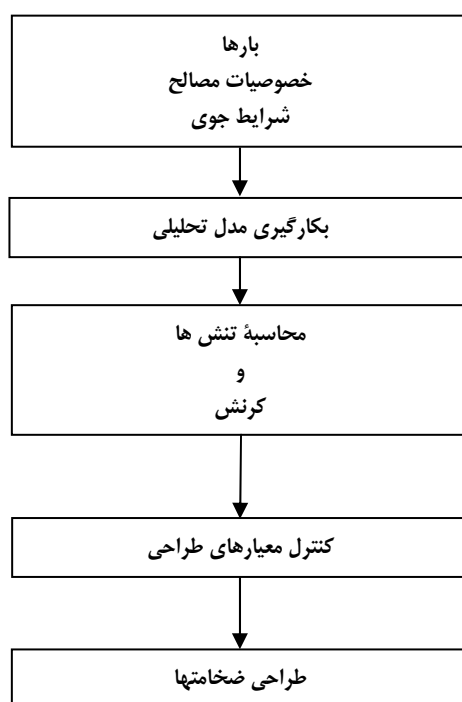 بارها
خصوصیات مصالح
شرایط جوی
بکارگیری مدل تحلیلی
محاسبهٔ تنش ها
و
کرنش
کنترل معیارهای طراحی
طراحی ضخامتها